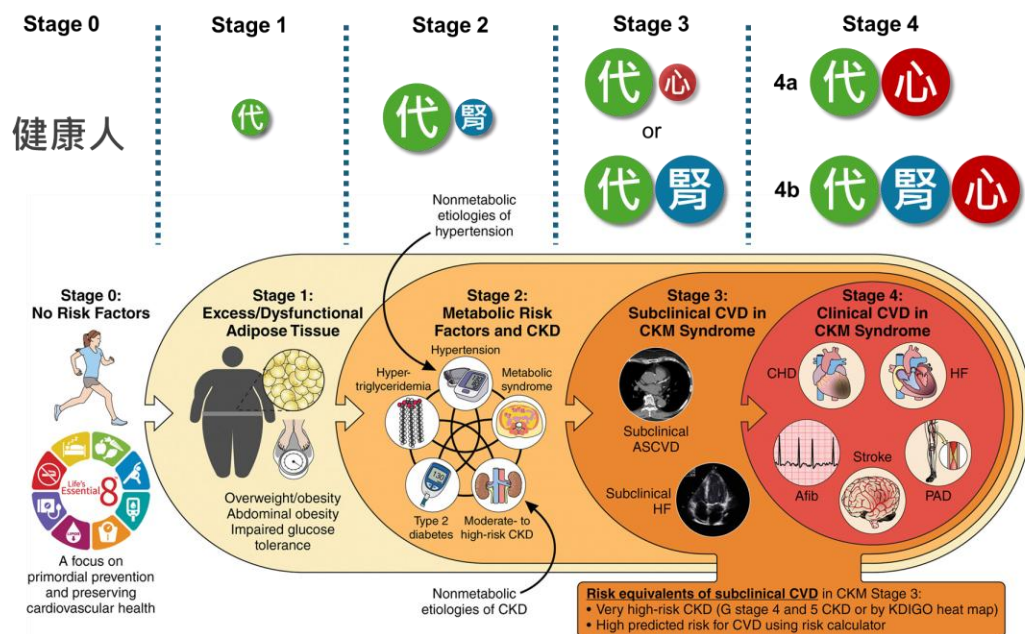 Stage 0
Stage 1
Stage 2
Stage 3
Stage 4
健康人
代
代 腎
代 心
or
代 腎
4a 代 心
4b 代 腎 心
Nonmetabolic
etiologies of
hypertension
Stage 0:
No Risk Factors
Life's
Essential
8
A focus on
primordial prevention
and preserving
cardiovascular health
Stage 1:
Excess/Dysfunctional
Adipose Tissue
Overweight/obesity
Abdominal obesity
Impaired glucose
tolerance
Stage 2:
Metabolic Risk
Factors and CKD
Hypertension
Hyper-
triglyceridemia
Metabolic
syndrome
130
Type 2
diabetes
Moderate- to
high-risk CKD
Nonmetabolic
etiologies of CKD
Stage 3:
Subclinical CVD in
CKM Syndrome
Subclinical
ASCVD
Subclinical
HF
Stage 4:
Clinical CVD in
CKM Syndrome
CHD
HF
Afib
Stroke
PAD
Risk equivalents of subclinical CVD in CKM Stage 3:
• Very high-risk CKD (G stage 4 and 5 CKD or by KDIGO heat map)
• High predicted risk for CVD using risk calculator